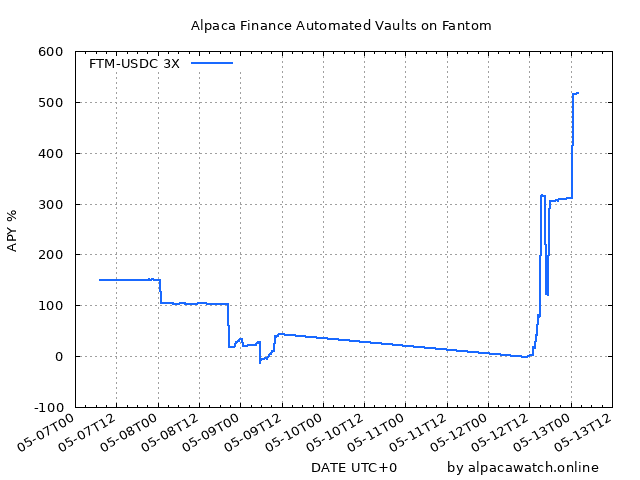 Alpaca Finance Automated Vaults on Fantom
FTM-USDC 3X
600
500
400
300
200
100
0
-100
APY %
05-07T00
05-07T12
05-08T00
05-08T12
05-09T00
05-09T12
05-10T00
05-10T12
05-11T00
05-11T12
05-12T00
05-12T12
05-13T00
05-13T12
DATE UTC+0
by alpacawatch.online